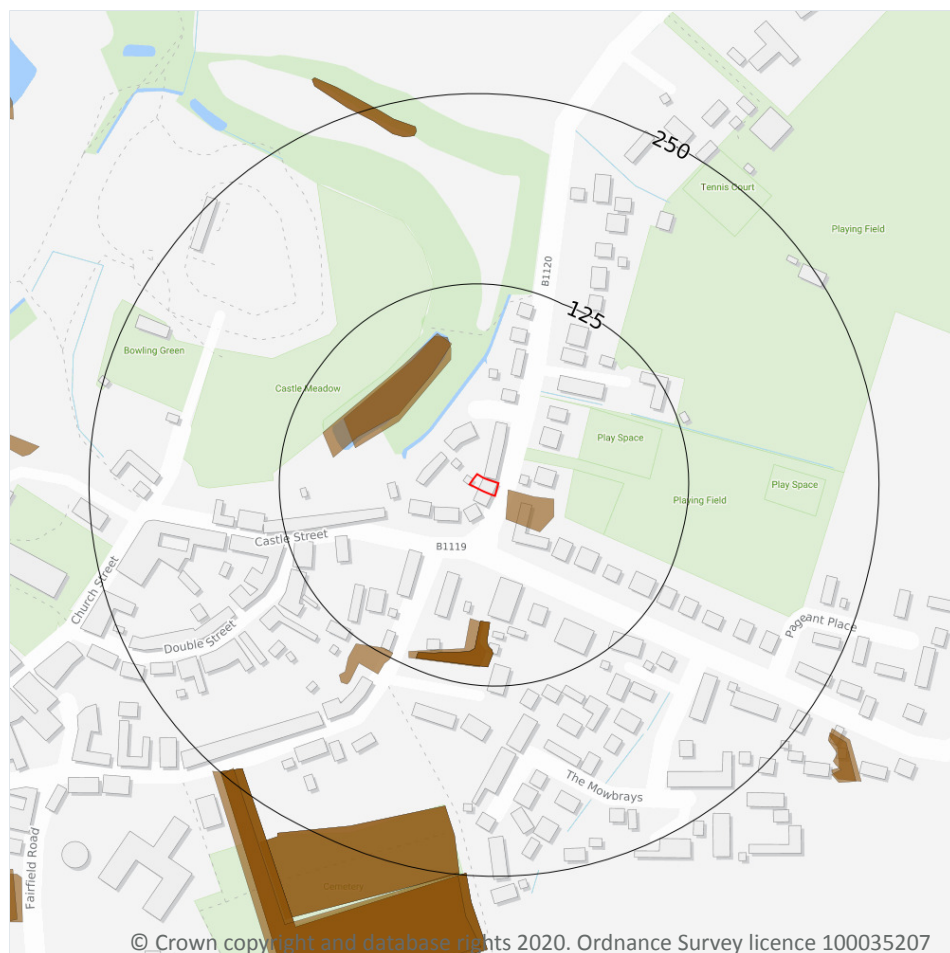 250
Tennis Court
Playing Field
B1120
125
Bowling Green
Castle Meadow
Play Space
Play Space
Playing Field
Castle Street
B1119
Church Street
Double Street
Pageant Place
The Mowbrays
Fairfield Road
Cemetery
© Crown copyright and database rights 2020. Ordnance Survey licence 100035207